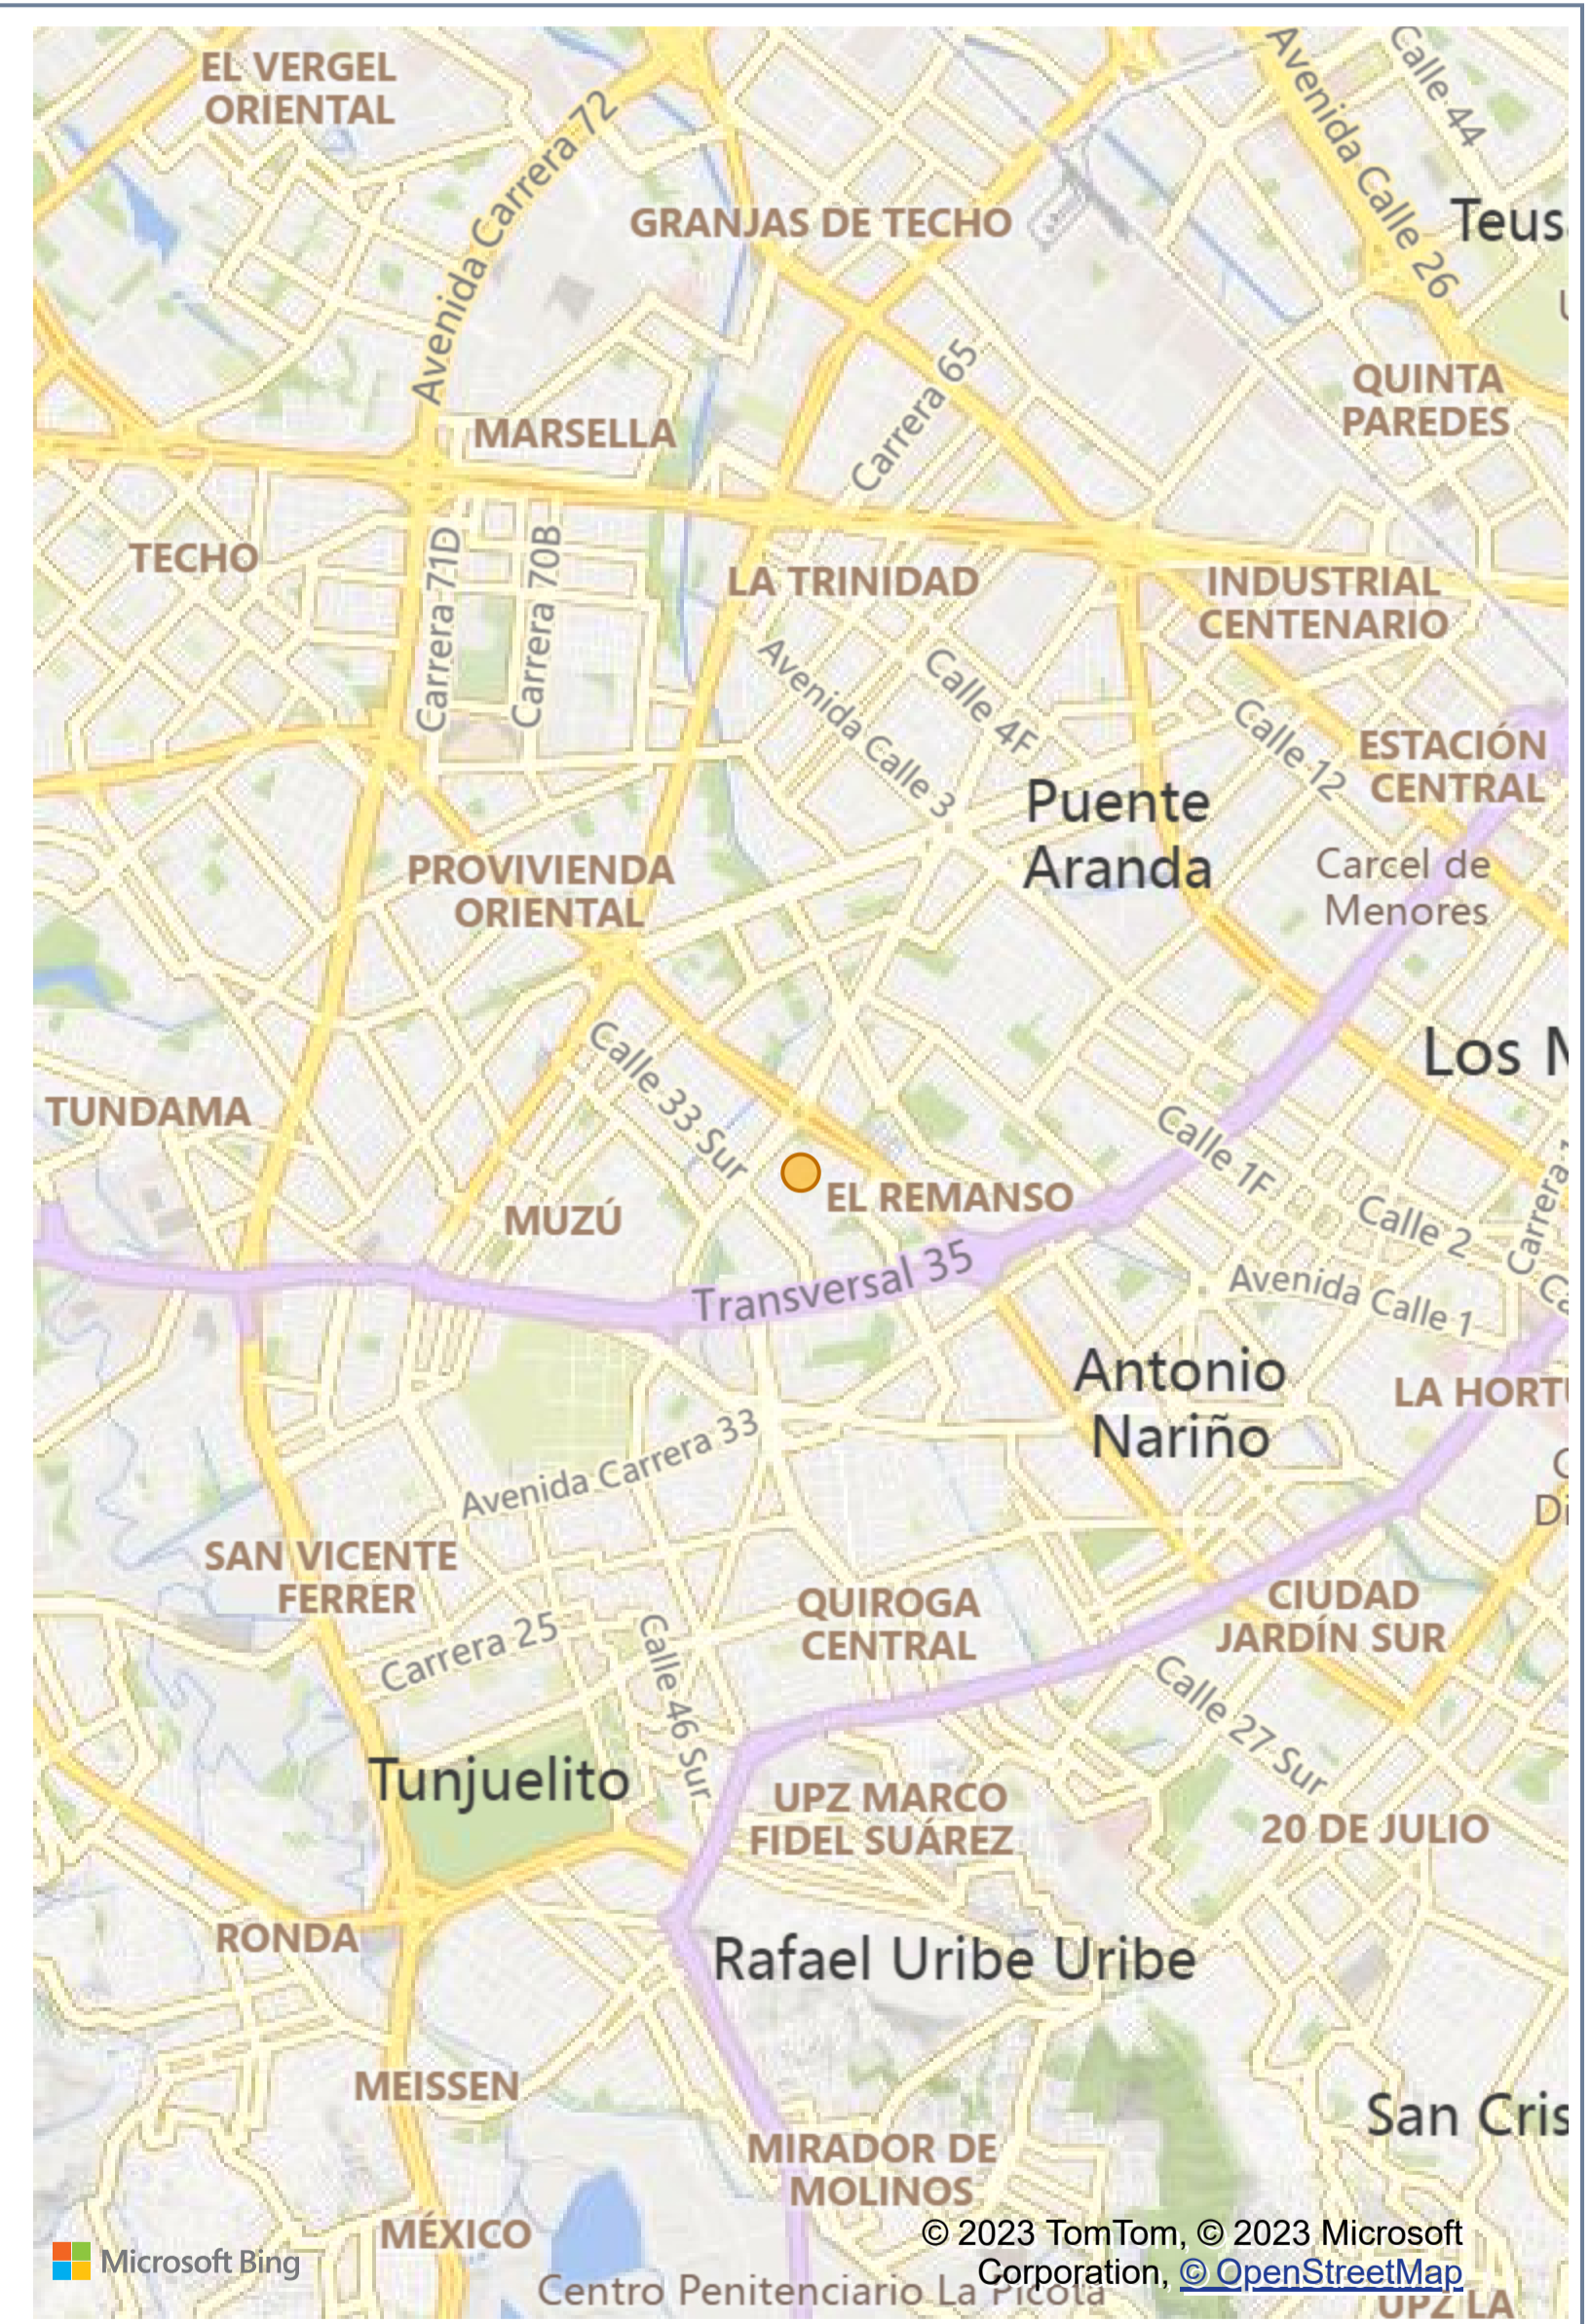 EL VERGEL
ORIENTAL
Avenida Carrera 72
GRANJAS DE TECHO
Avenida Calle 26
Calle 44
Teus
QUINTA
PAREDES
MARSELLA
Carrera 65
TECHO
Carrera 71D
Carrera 70B
LA TRINIDAD
INDUSTRIAL
CENTENARIO
Avenida Calle 3
Calle 4F
Calle 12
ESTACIÓN
CENTRAL
Puente
Aranda
Carcel de
Menores
PROVIVIENDA
ORIENTAL
Los
TUNDAMA
Calle 33 Sur
Calle 1F
Calle 2
Carrera
EL REMANSO
MUZÚ
Transversal 35
Avenida Calle 1
Ca
Antonio
Nariño
LA HORTU
Avenida Carrera 33
Di
SAN VICENTE
FERRER
Carrera 25
Calle 46 Sur
QUIROGA
CENTRAL
CIUDAD
JARDÍN SUR
Calle 27 Sur
Tunjuelito
UPZ MARCO
FIDEL SUÁREZ
20 DE JULIO
RONDA
Rafael Uribe Uribe
MEISSEN
San Cris
MIRADOR DE
MOLINOS
MÉXICO
© 2023 TomTom, © 2023 Microsoft
Corporation, © OpenStreetMap
Microsoft Bing
Centro Penitenciario La Picota
UPZ LA